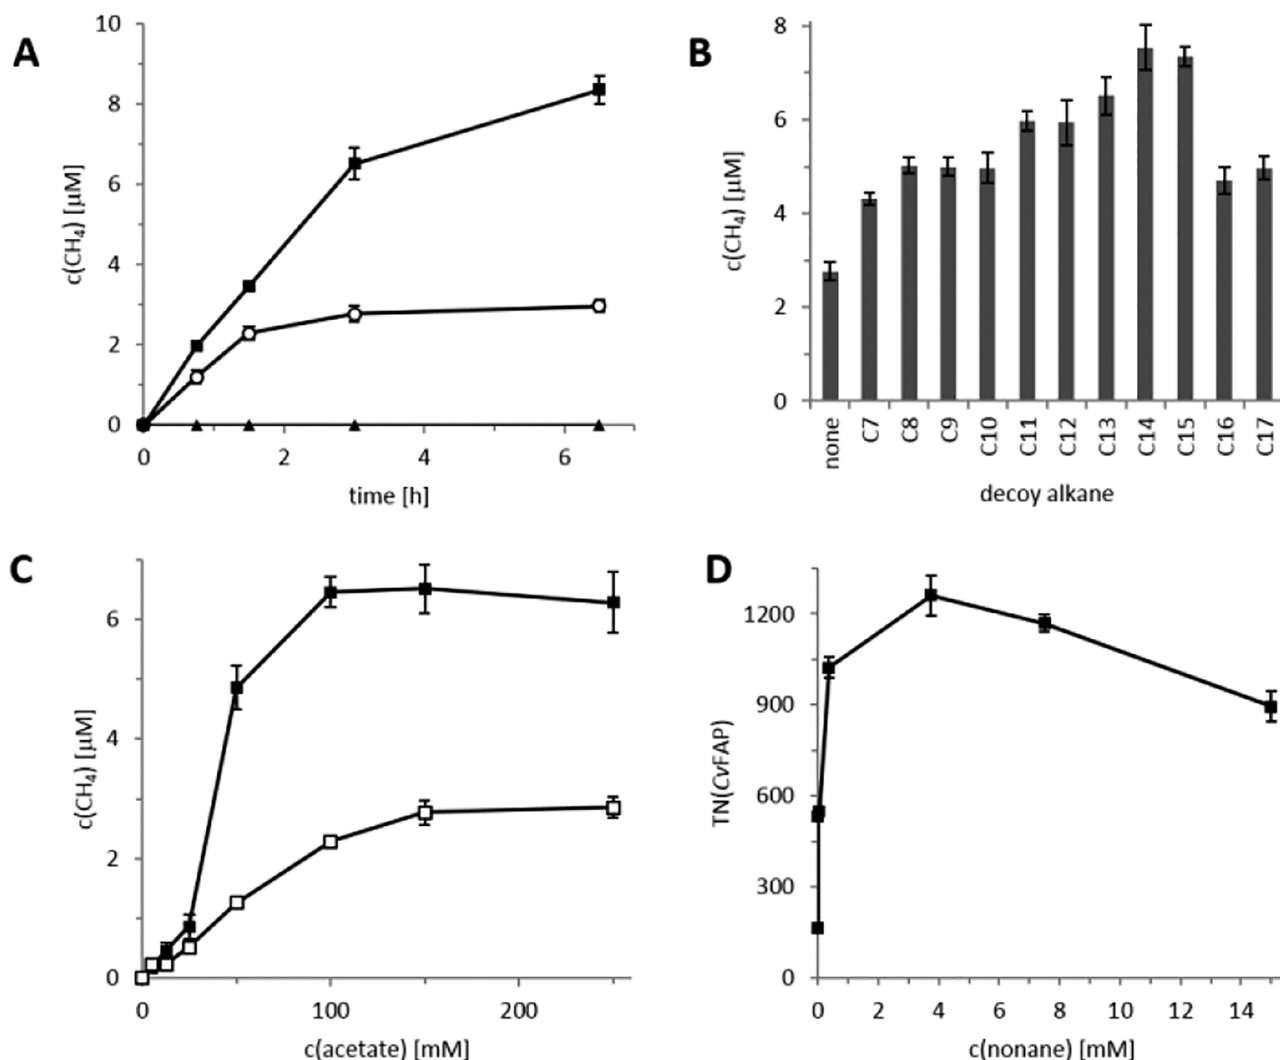 A
10
8
6
4
2
0
c(CH₄) [µM]
0 2 4 6
time [h]
B
8
6
4
2
0
c(CH₄) [µM]
none C7 C8 C9 C10 C11 C12 C13 C14 C15 C16 C17
decoy alkane
C
6
4
2
0
c(CH₄) [µM]
0 100 200
c(acetate) [mM]
D
1200
900
600
300
0
TN(CvFAP)
0 2 4 6 8 10 12 14
c(nonane) [mM]